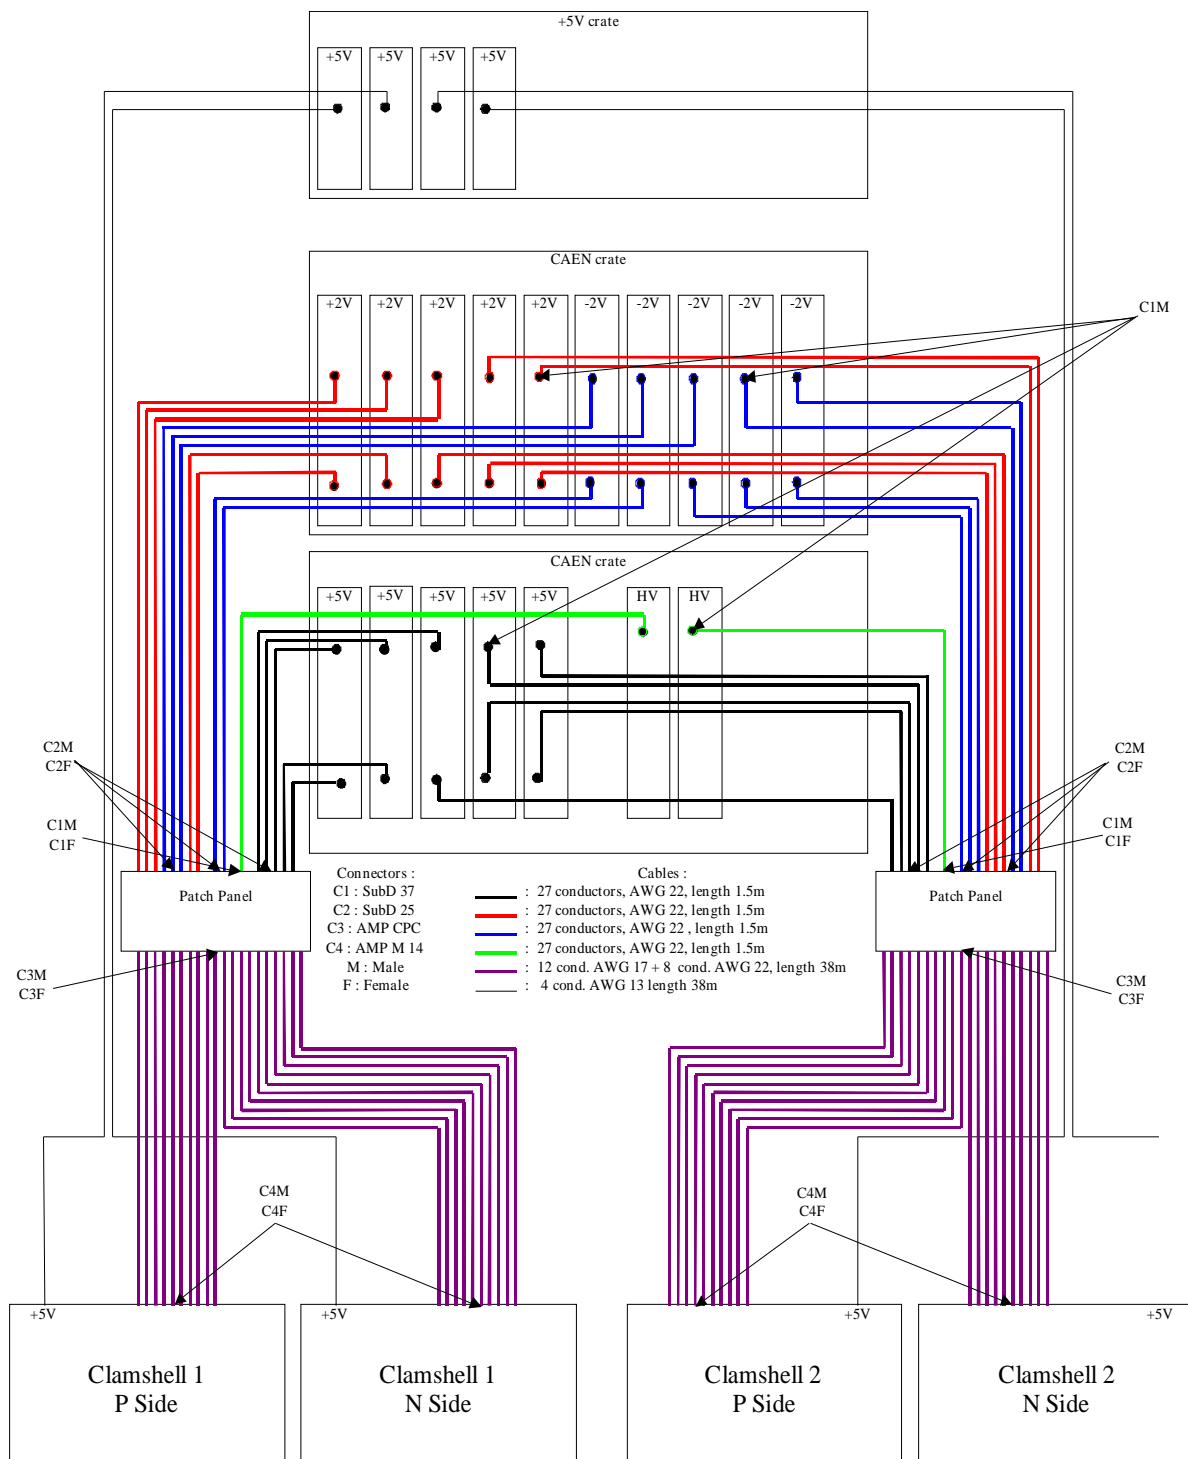 +5V crate
+5V +5V +5V +5V
CAEN crate
+2V +2V +2V +2V +2V -2V -2V -2V -2V -2V
C1M
CAEN crate
+5V +5V +5V +5V +5V HV HV
C2M
C2F
C2M
C2F
C1M
C1F
C1M
C1F
Patch Panel
Patch Panel
Connectors :
C1 : SubD 37
C2 : SubD 25
C3 : AMP CPC
C4 : AMP M 14
M : Male
F : Female
Cables :
: 27 conductors, AWG 22, length 1.5m
: 27 conductors, AWG 22, length 1.5m
: 27 conductors, AWG 22 , length 1.5m
: 27 conductors, AWG 22, length 1.5m
: 12 cond. AWG 17 + 8 cond. AWG 22, length 38m
: 4 cond. AWG 13 length 38m
C3M
C3F
C3M
C3F
C4M
C4F
C4M
C4F
+5V
+5V
+5V
+5V
Clamshell 1
P Side
Clamshell 1
N Side
Clamshell 2
P Side
Clamshell 2
N Side